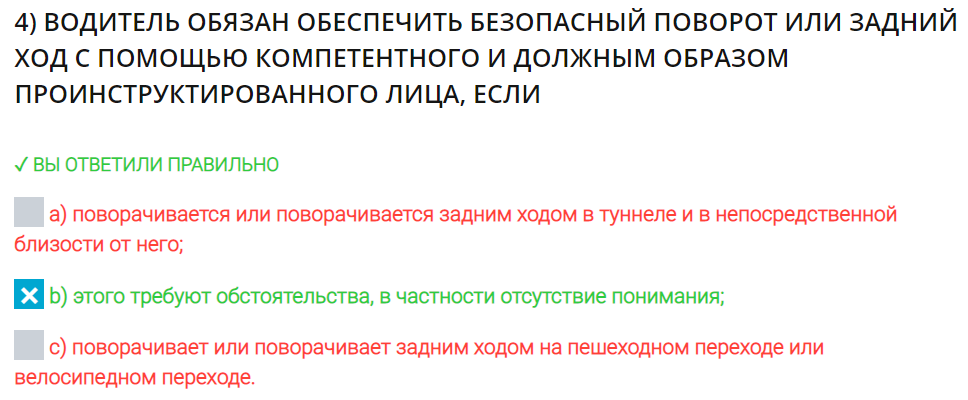 4) ВОДИТЕЛЬ ОБЯЗАН ОБЕСПЕЧИТЬ БЕЗОПАСНЫЙ ПОВОРОТ ИЛИ ЗАДНИЙ
ХОД С ПОМОЩЬЮ КОМПЕТЕНТНОГО И ДОЛЖНЫМ ОБРАЗОМ
ПРОИНСТРУКТИРОВАННОГО ЛИЦА, ЕСЛИ
✓ ВЫ ОТВЕТИЛИ ПРАВИЛЬНО
a) поворачивается или поворачивается задним ходом в туннеле и в непосредственной
близости от него;
b) этого требуют обстоятельства, в частности отсутствие понимания;
c) поворачивает или поворачивает задним ходом на пешеходном переходе или
велосипедном переходе.